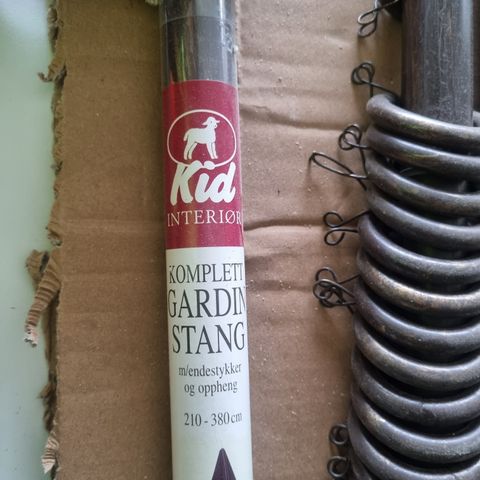 Kid
INTERIØR
KOMPLETT
GARDIN
STANG
m/endestykker
og oppheng
210 - 380 cm